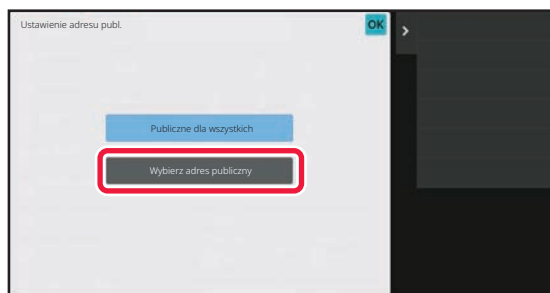 Ustawienie adresu publ.
OK
Publiczne dla wszystkich
Wybierz adres publiczny